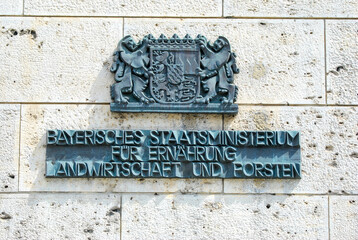 BAYERISCHES STAATSMINISTERIUM
FÜR ERNÄHRUNG
LANDWIRTSCHAFT UND FORSTEN